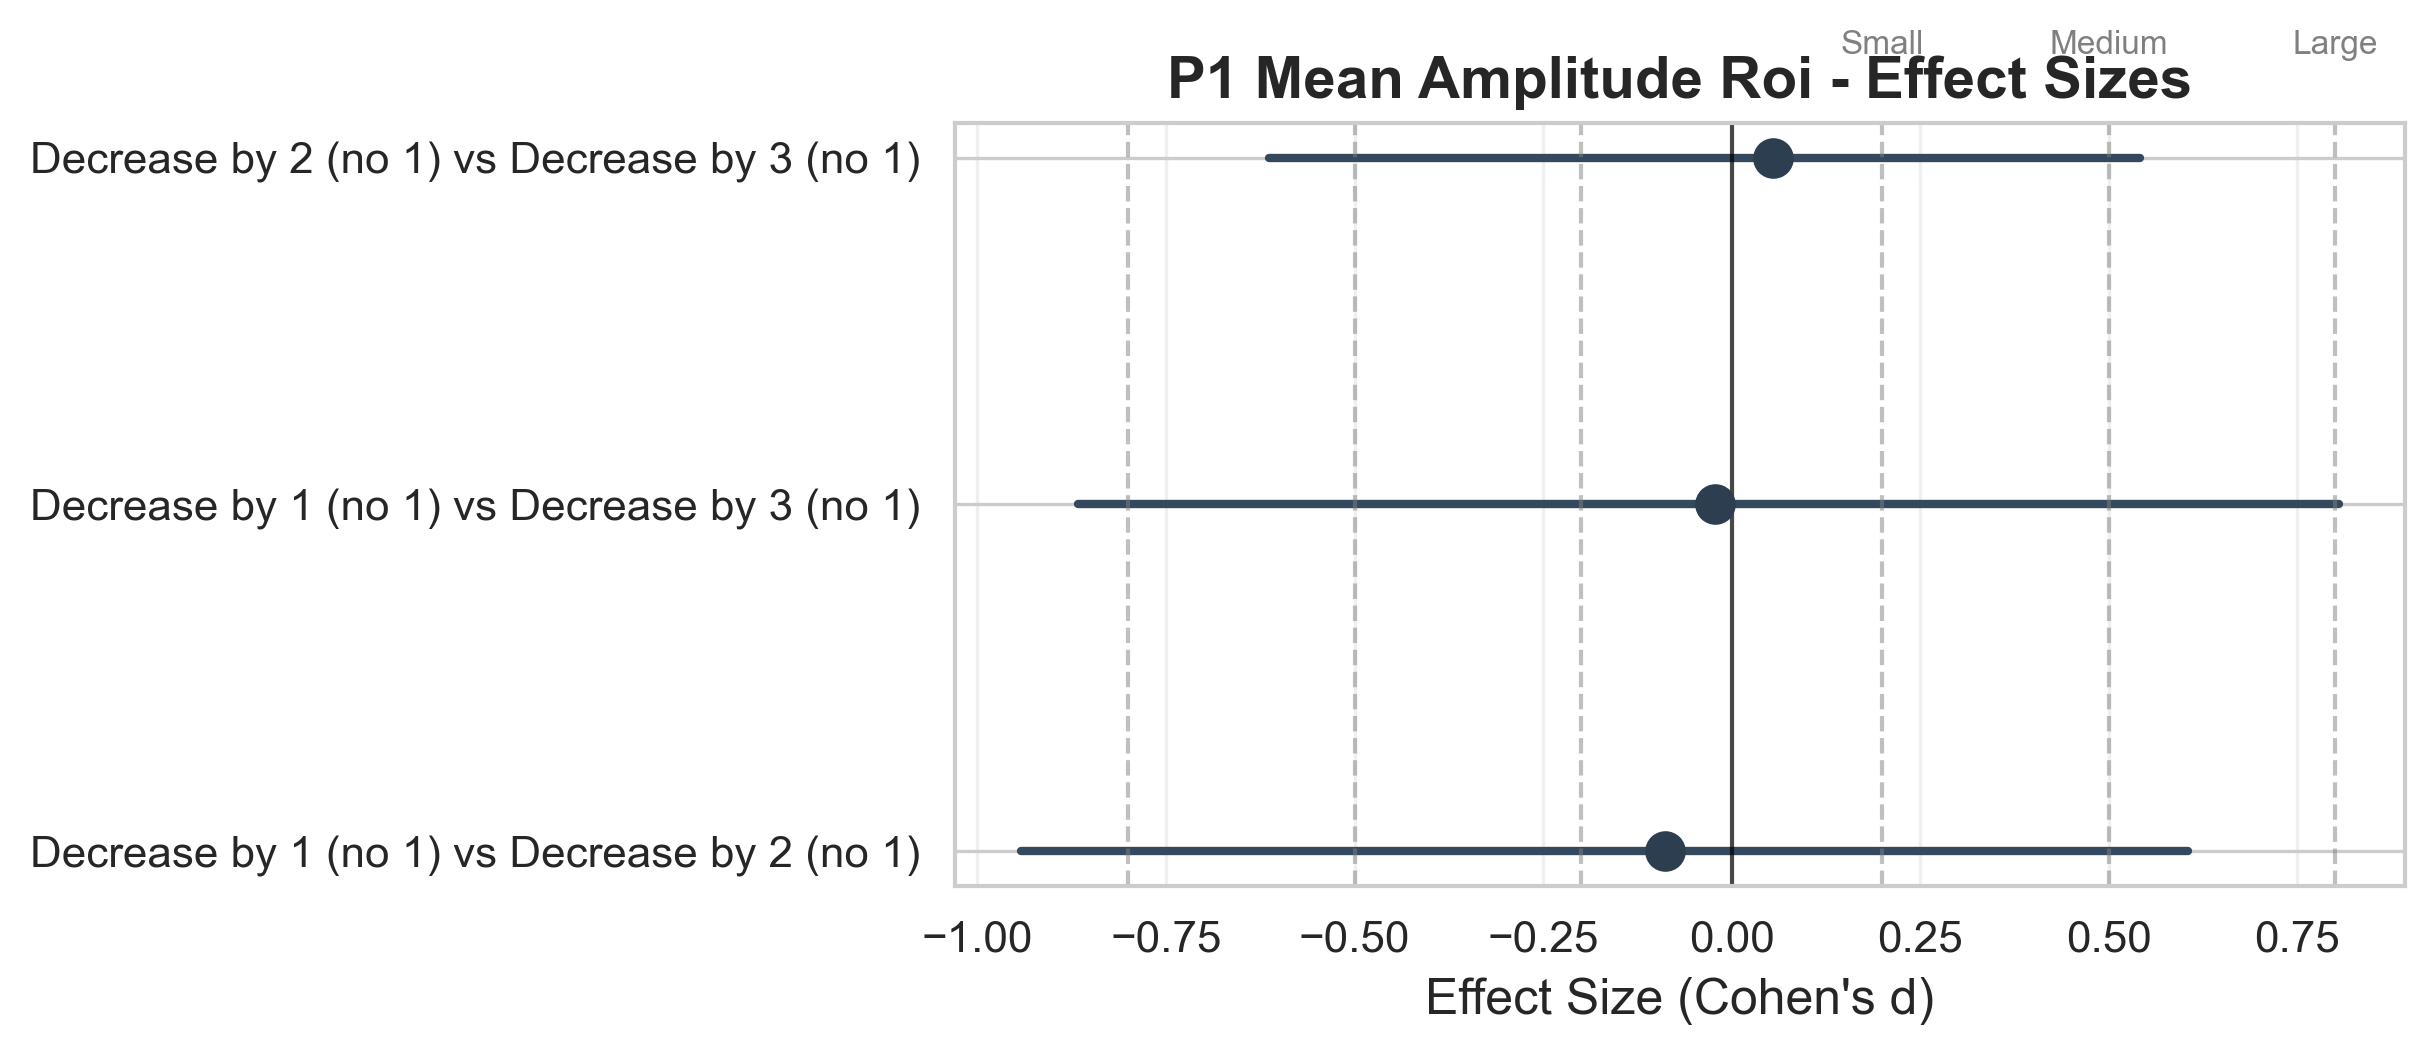 Small Medium Large
P1 Mean Amplitude Roi - Effect Sizes
Decrease by 2 (no 1) vs Decrease by 3 (no 1)
Decrease by 1 (no 1) vs Decrease by 3 (no 1)
Decrease by 1 (no 1) vs Decrease by 2 (no 1)
−1.00 −0.75 −0.50 −0.25 0.00 0.25 0.50 0.75
Effect Size (Cohen's d)